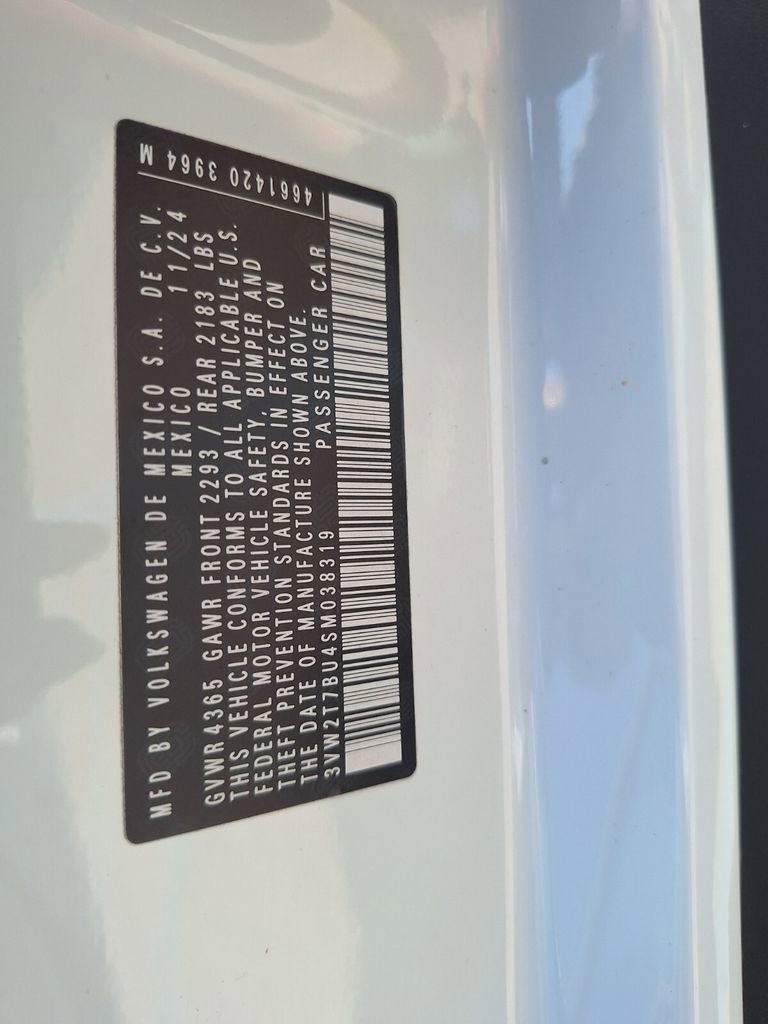 MFD BY VOLKSWAGEN DE MEXICO S.A. DE C.V.
MEXICO 11/24
GVWR4365 GAWR FRONT 2293 / REAR 2183 LBS
THIS VEHICLE CONFORMS TO ALL APPLICABLE U.S.
FEDERAL MOTOR VEHICLE SAFETY, BUMPER AND
THEFT PREVENTION STANDARDS IN EFFECT ON
THE DATE OF MANUFACTURE SHOWN ABOVE.
3VW2T7BU4SM038319 PASSENGER CAR
4661420 3964 M